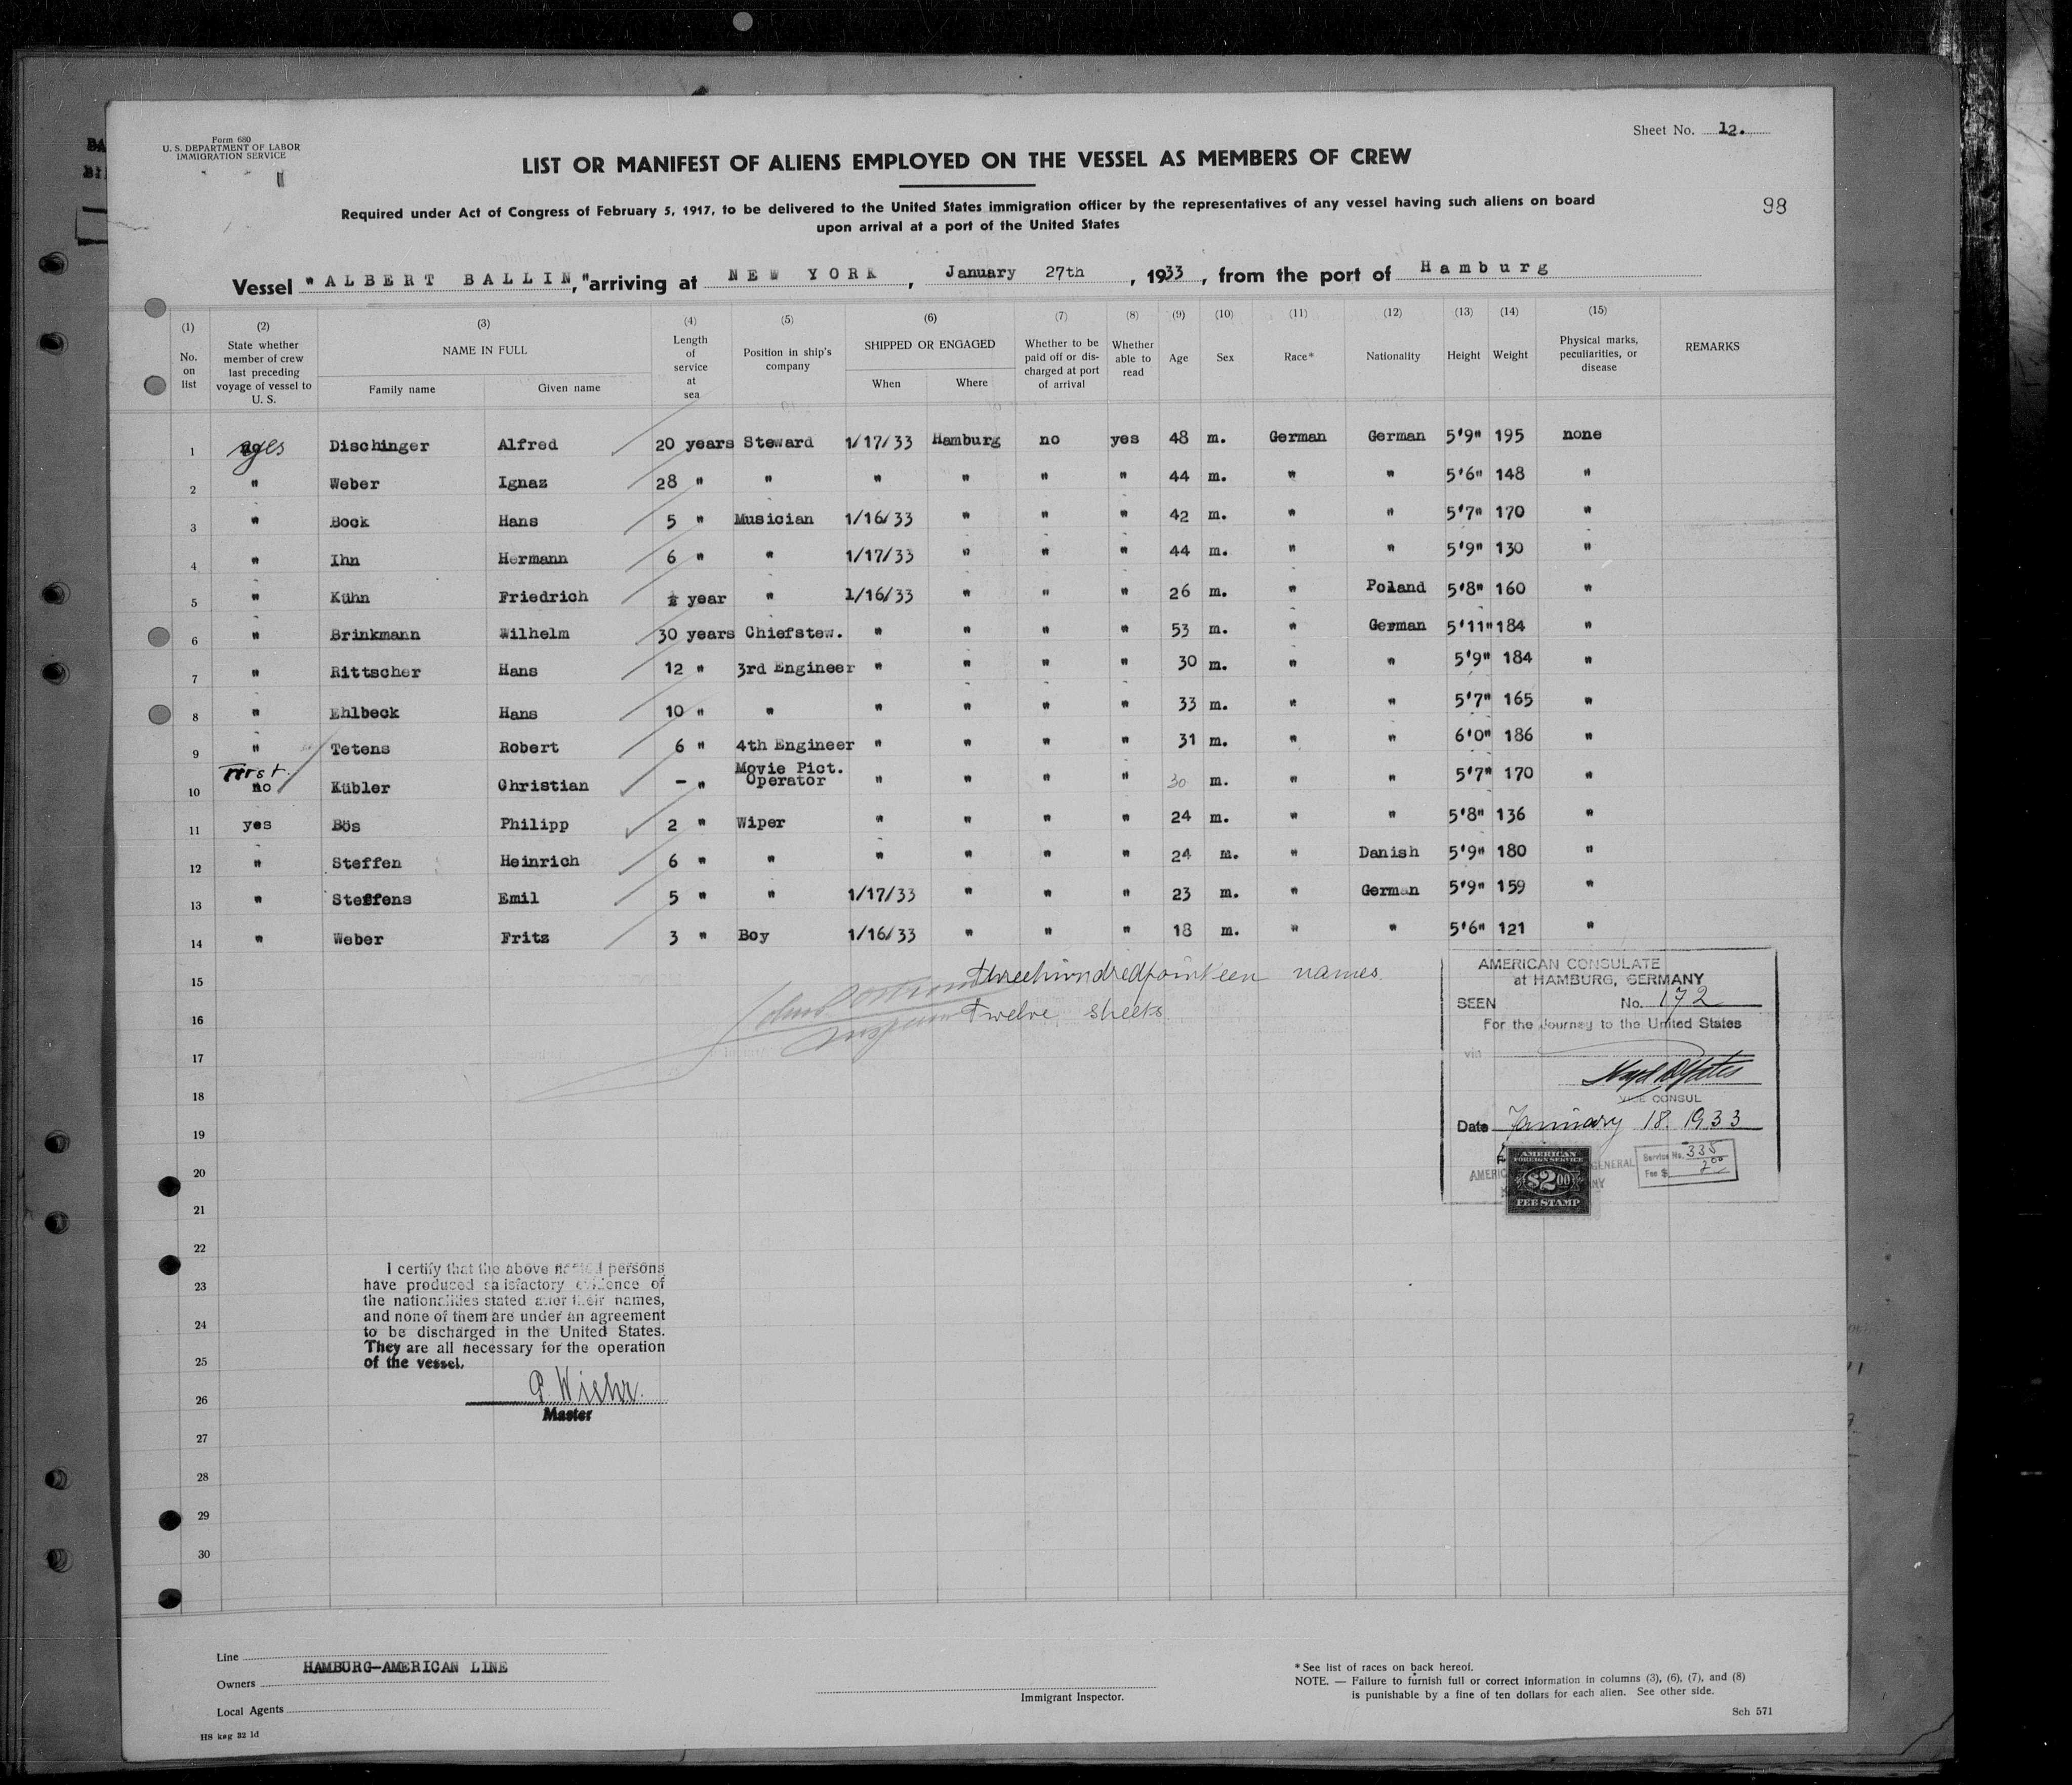 Form 680
U. S. DEPARTMENT OF LABOR
IMMIGRATION SERVICE
Sheet No. 12.
LIST OR MANIFEST OF ALIENS EMPLOYED ON THE VESSEL AS MEMBERS OF CREW
Required under Act of Congress of February 5, 1917, to be delivered to the United States immigration officer by the representatives of any vessel having such aliens on board
upon arrival at a port of the United States
98
Vessel "ALBERT BALLIN," arriving at NEW YORK, January 27th, 1933, from the port of Hamburg
(1) No. on list
(2) State whether member of crew last preceding voyage of vessel to U. S.
(3) NAME IN FULL
Family name
Given name
(4) Length of service at sea
(5) Position in ship's company
(6) SHIPPED OR ENGAGED
When
Where
(7) Whether to be paid off or discharged at port of arrival
(8) Whether able to read
(9) Age
(10) Sex
(11) Race*
(12) Nationality
(13) Height
(14) Weight
(15) Physical marks, peculiarities, or disease
REMARKS
1 yes Dischinger Alfred 20 years Steward 1/17/33 Hamburg no yes 48 m. German German 5'9" 195 none
2 " Weber Ignaz 28 " " " " " " 44 m. " " 5'6" 148 "
3 " Bock Hans 5 " Musician 1/16/33 " " " 42 m. " " 5'7" 170 "
4 " Ihn Hermann 6 " " 1/17/33 " " " 44 m. " " 5'9" 130 "
5 " Kühn Friedrich year " 1/16/33 " " " 26 m. " Poland 5'8" 160 "
6 " Brinkmann Wilhelm 30 years Chiefstew. " " " " 53 m. " German 5'11" 184 "
7 " Rittscher Hans 12 " 3rd Engineer " " " " 30 m. " " 5'9" 184 "
8 " Ehlbeck Hans 10 " " " " " " 33 m. " " 5'7" 165 "
9 " Tetens Robert 6 " 4th Engineer " " " " 31 m. " " 6'0" 186 "
First.
10 no Kübler Christian - " Movie Pict. Operator " " " " 30 m. " " 5'7" 170 "
11 yes Bös Philipp 2 " Wiper " " " " 24 m. " " 5'8" 136 "
12 " Steffen Heinrich 6 " " " " " " 24 m. " Danish 5'9" 180 "
13 " Steffens Emil 5 " " 1/17/33 " " " 23 m. " German 5'9" 159 "
14 " Weber Fritz 3 " Boy 1/16/33 " " " 18 m. " " 5'6" 121 "
15 threehundredfourteen names.
16 Twelve sheets
17
18
19
20
21
22
23
24
25
26
27
28
29
30
AMERICAN CONSULATE
at HAMBURG, GERMANY
SEEN No. 172
For the Journey to the United States
via
VICE CONSUL
Date January 18. 1933
AMERICAN
FOREIGN SERVICE
$2.00
FEE STAMP
GENERAL
Service No. 335
Fee $ 2.00
I certify that the above named persons
have produced satisfactory evidence of
the nationalities stated after their names,
and none of them are under an agreement
to be discharged in the United States.
They are all necessary for the operation
of the vessel.
P. Wiehr.
Master
Line
HAMBURG-AMERICAN LINE
Owners
Local Agents
HS kag 32 id
Immigrant Inspector.
*See list of races on back hereof.
NOTE. — Failure to furnish full or correct information in columns (3), (6), (7), and (8)
is punishable by a fine of ten dollars for each alien. See other side.
Sch 571